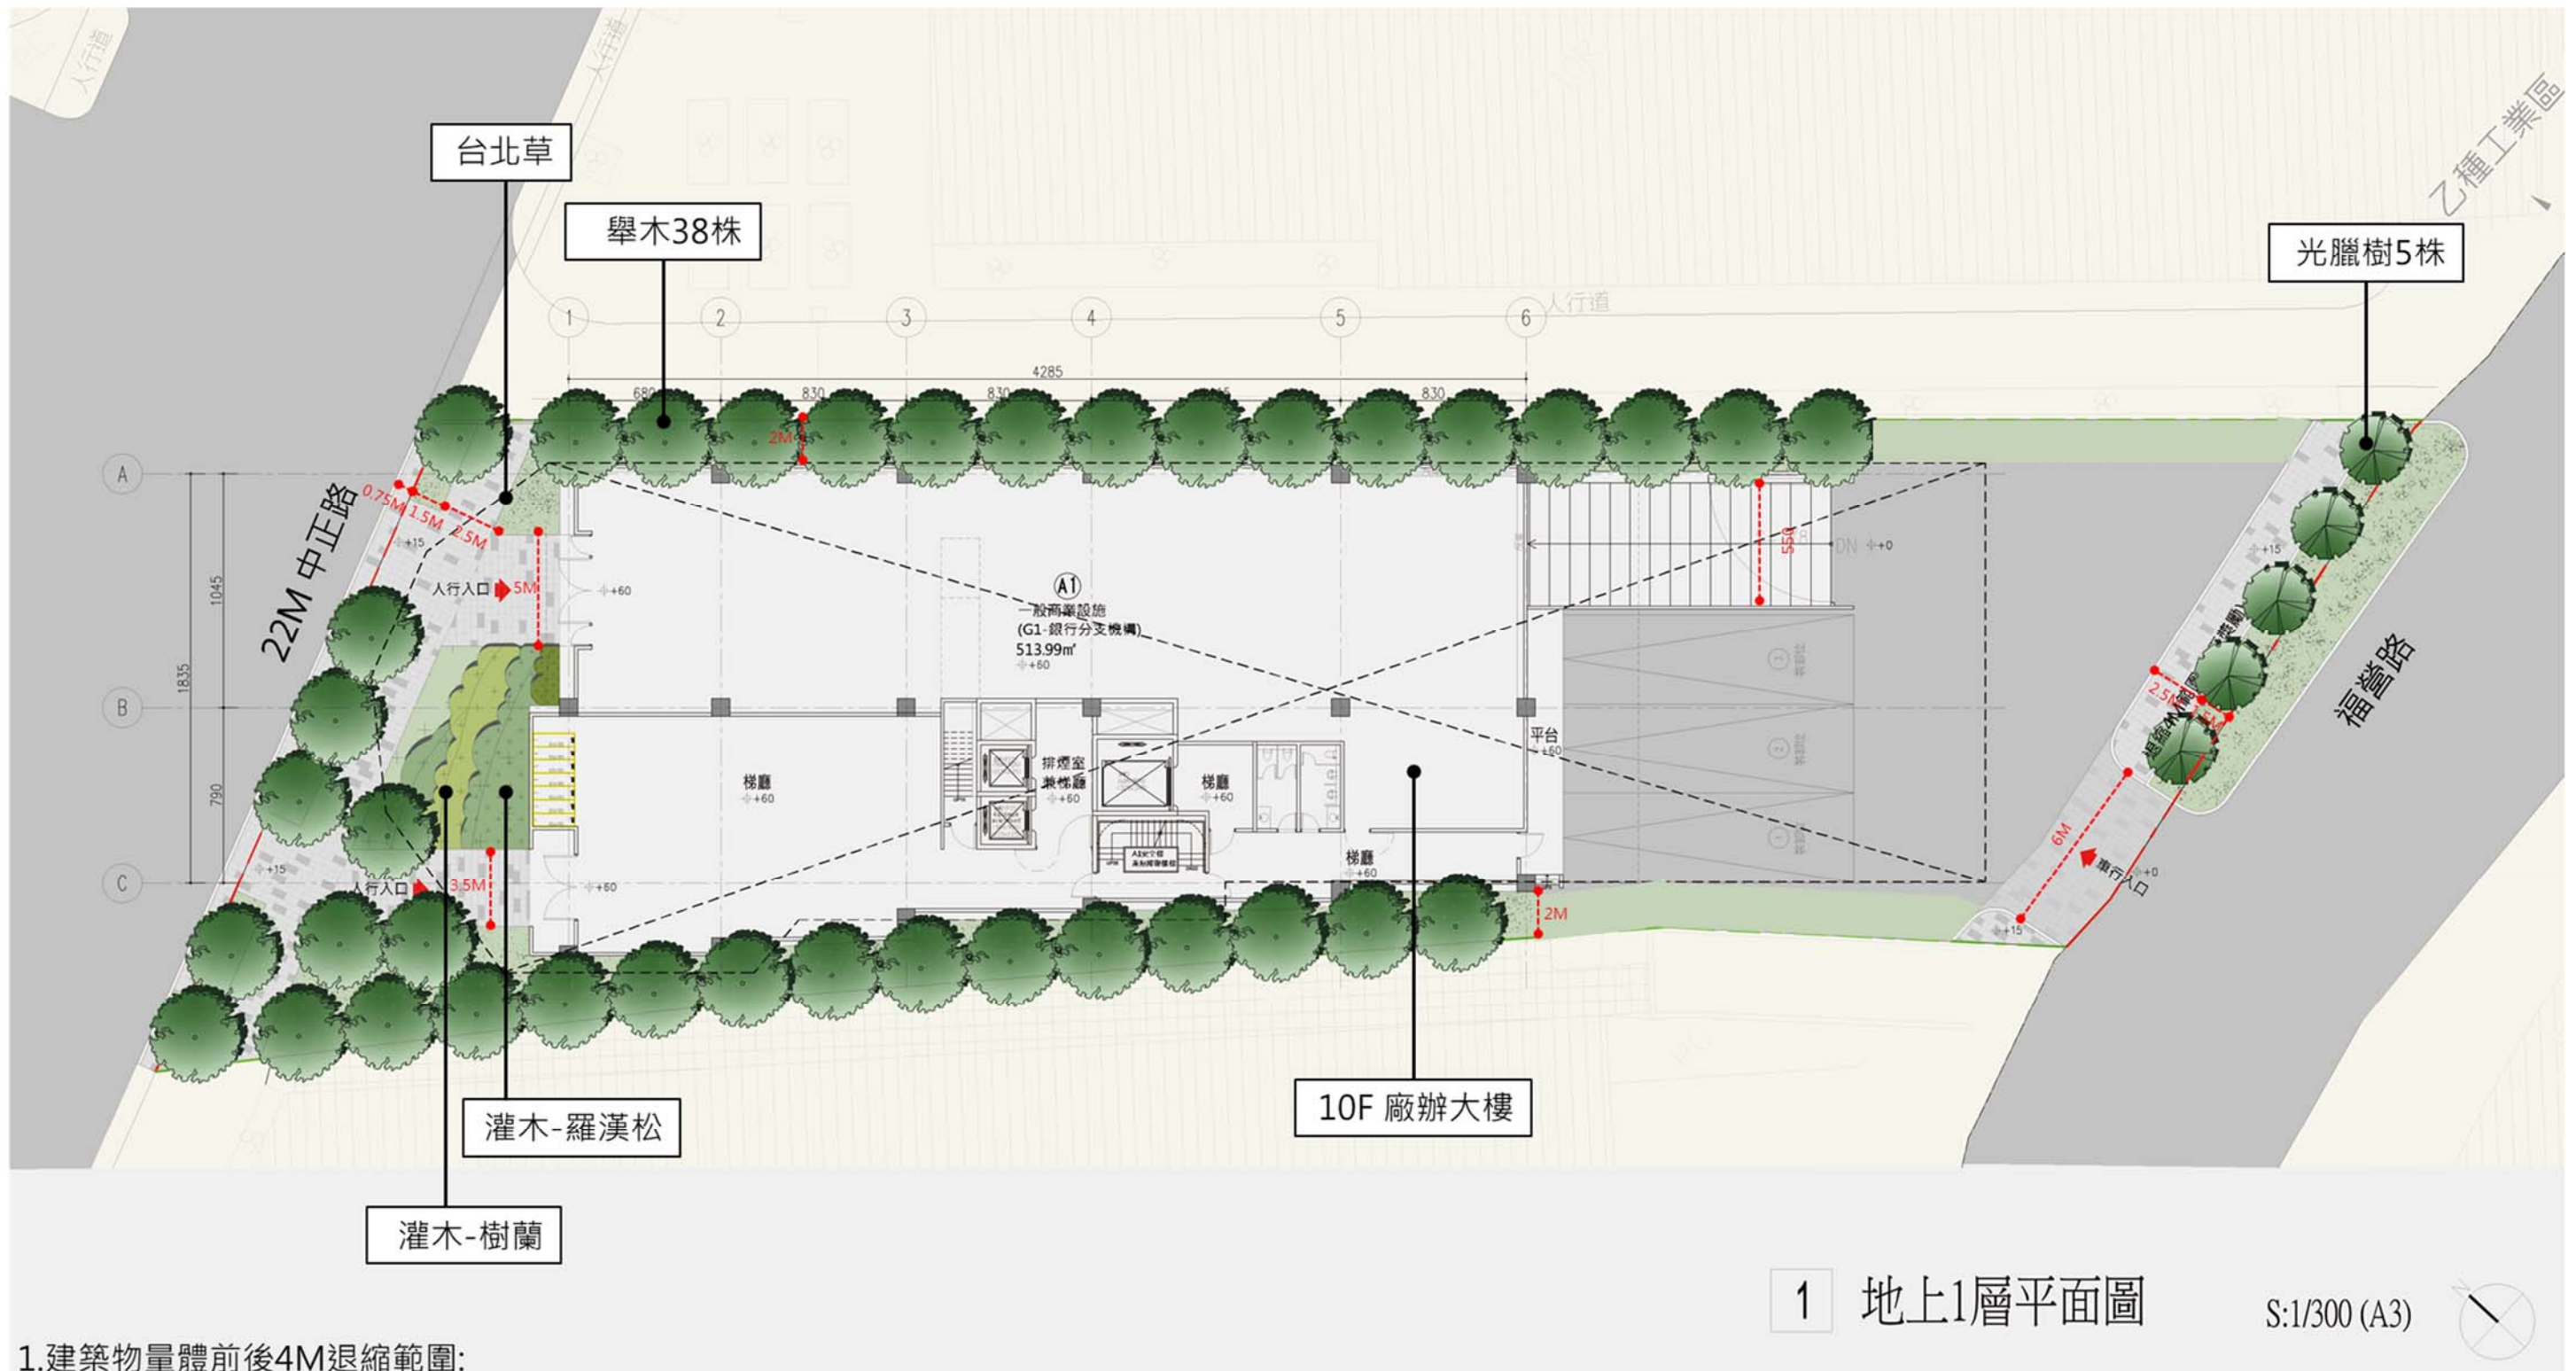 人行道
人行道
乙種工業區
台北草
舉木38株
光臘樹5株
人行道
1
2
3
4
5
6
4285
680
830
830
830
2M
A
B
C
22M 中正路
0.75M
1.5M
2.5M
+15
人行入口
5M
+60
1045
1835
790
A1
一般商業設施
(G1-銀行分支機構)
513.99㎡
+60
550
DN
+0
+15
福營路
2.5M
1.5M
3
2
1
平台
+60
梯廳
+60
排煙室
兼梯廳
+60
梯廳
+60
梯廳
+60
6M
車行入口
+0
+15
+15
人行入口
3.5M
+60
2M
灌木-羅漢松
10F 廠辦大樓
灌木-樹蘭
1 地上1層平面圖 S:1/300 (A3)
N
1.建築物量體前後4M退縮範圍: